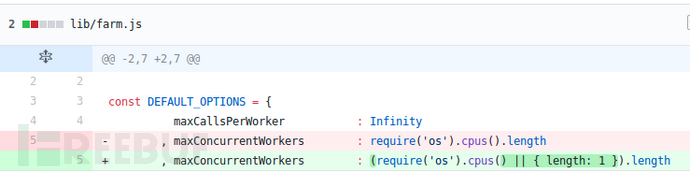 2 lib/farm.js
@@ -2,7 +2,7 @@
2 2
3 3 const DEFAULT_OPTIONS = {
4 4 maxCallsPerWorker : Infinity
5 - , maxConcurrentWorkers : require('os').cpus().length
5 + , maxConcurrentWorkers : (require('os').cpus() || { length: 1 }).length
FREEBUF